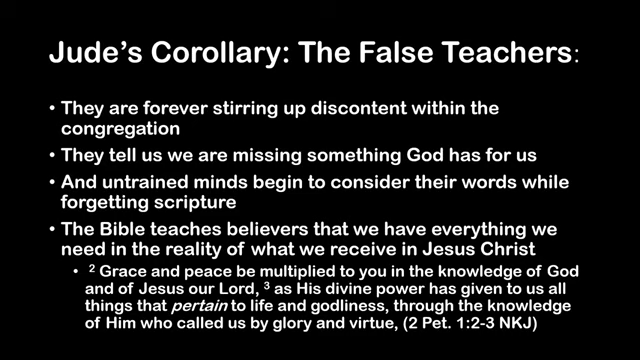 Jude's Corollary: The False Teachers:
• They are forever stirring up discontent within the
congregation
• They tell us we are missing something God has for us
• And untrained minds begin to consider their words while
forgetting scripture
• The Bible teaches believers that we have everything we
need in the reality of what we receive in Jesus Christ
• 2 Grace and peace be multiplied to you in the knowledge of God
and of Jesus our Lord, 3 as His divine power has given to us all
things that pertain to life and godliness, through the knowledge
of Him who called us by glory and virtue, (2 Pet. 1:2-3 NKJ)